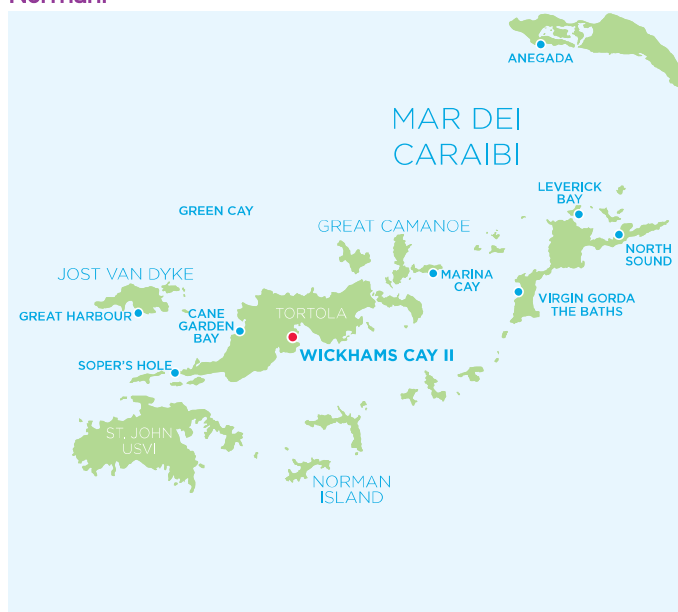 Normani
ANEGADA
MAR DEI
CARAIBI
LEVERICK
BAY
GREEN CAY
GREAT CAMANOE
NORTH
SOUND
JOST VAN DYKE
MARINA
CAY
VIRGIN GORDA
THE BATHS
GREAT HARBOUR
CANE
GARDEN
BAY
TORTOLA
WICKHAMS CAY II
SOPER'S HOLE
ST. JOHN
USVI
NORMAN
ISLAND